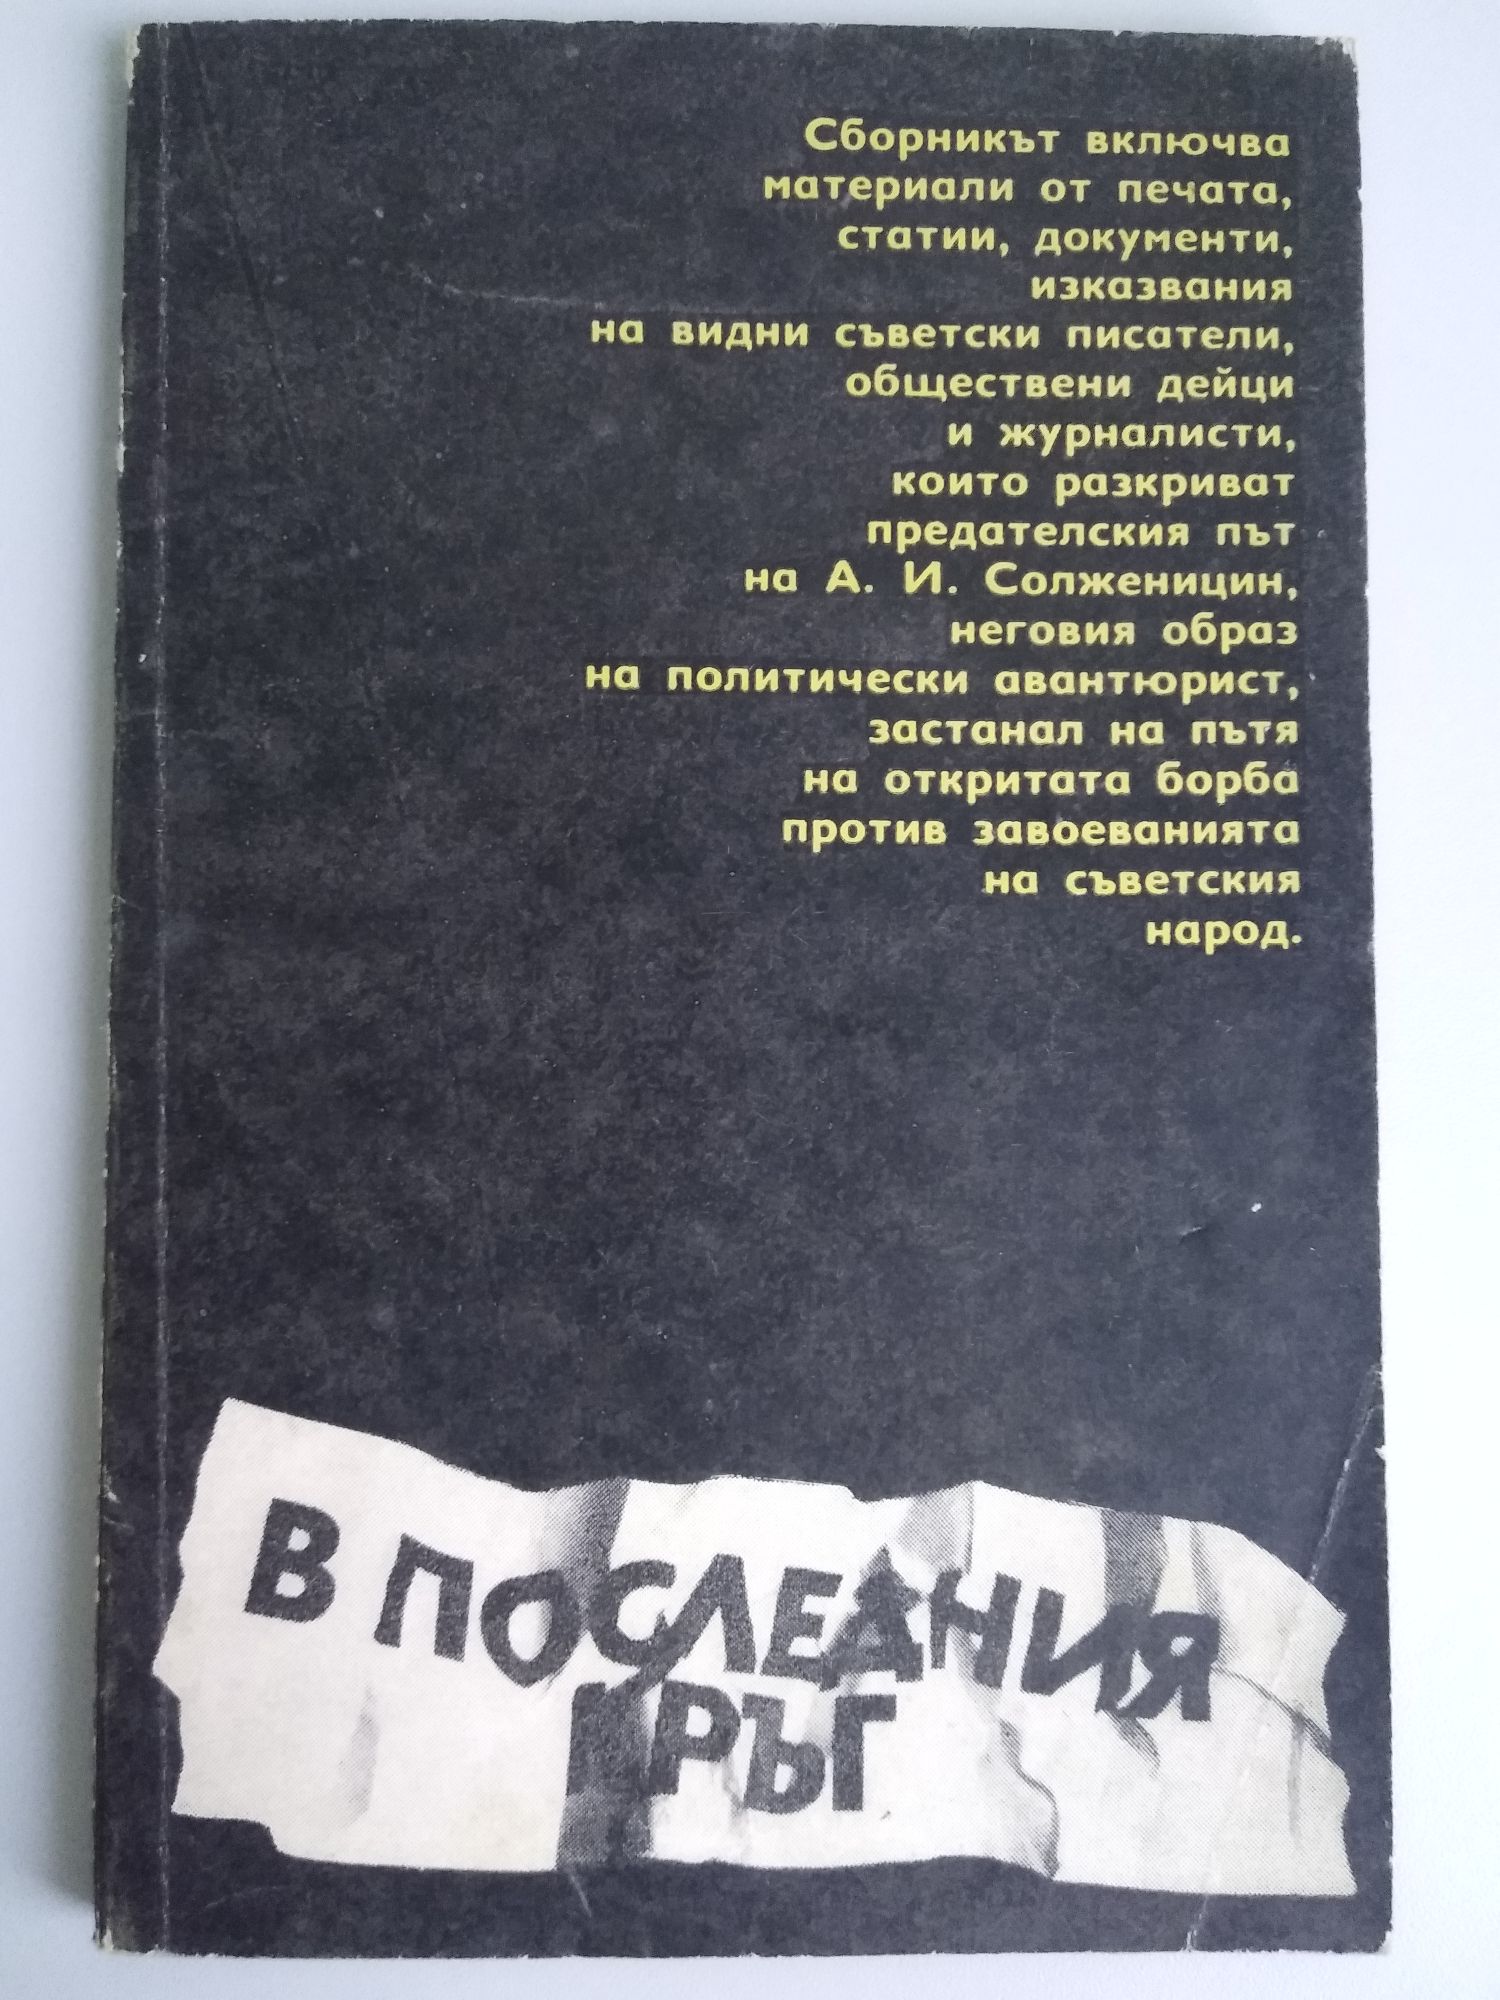 Сборникът включва
материали от печата,
статии, документи,
изказвания
на видни съветски писатели,
обществени дейци
и журналисти,
които разкриват
предателския път
на А. И. Солженицин,
неговия образ
на политически авантюрист,
застанал на пътя
на откритата борба
против завоеванията
на съветския
народ.
В ПОСЛЕДНИЯ
КРЪГ